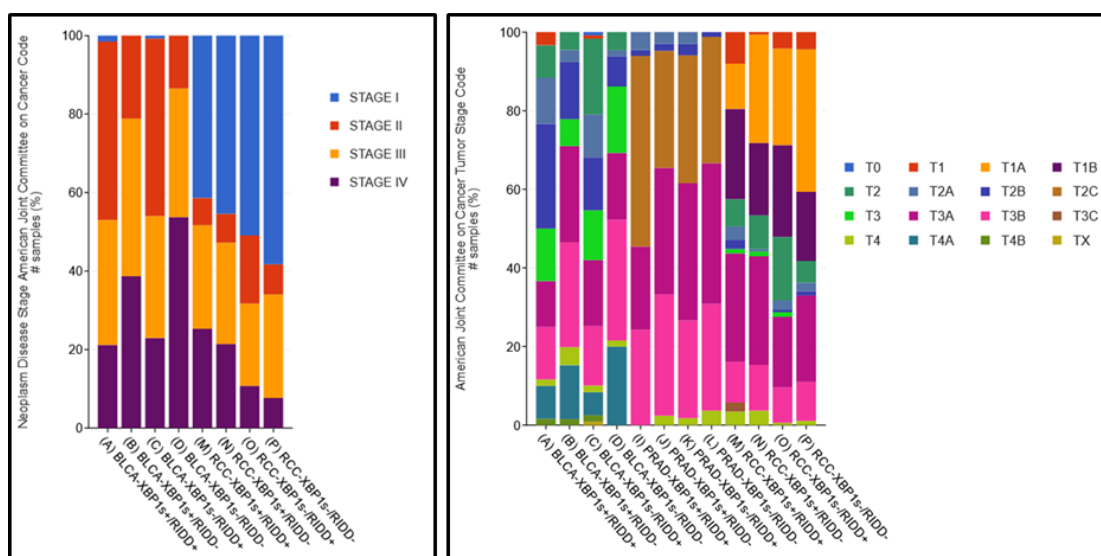 Neoplasm Disease Stage American Joint Committee on Cancer Code
# samples (%)
100
80
60
40
20
0
(A) BLCA-XBP1s+/RIDD+
(B) BLCA-XBP1s+/RIDD-
(C) BLCA-XBP1s-/RIDD+
(D) BLCA-XBP1s-/RIDD-
(M) RCC-XBP1s+/RIDD+
(N) RCC-XBP1s+/RIDD-
(O) RCC-XBP1s-/RIDD+
(P) RCC-XBP1s-/RIDD-
STAGE I
STAGE II
STAGE III
STAGE IV
American Joint Committee on Cancer Tumor Stage Code
# samples (%)
100
80
60
40
20
0
(A) BLCA-XBP1s+/RIDD+
(B) BLCA-XBP1s+/RIDD-
(C) BLCA-XBP1s-/RIDD+
(D) BLCA-XBP1s-/RIDD-
(I) PRAD-XBP1s+/RIDD+
(J) PRAD-XBP1s+/RIDD-
(K) PRAD-XBP1s-/RIDD+
(L) PRAD-XBP1s-/RIDD-
(M) RCC-XBP1s+/RIDD+
(N) RCC-XBP1s+/RIDD-
(O) RCC-XBP1s-/RIDD+
(P) RCC-XBP1s-/RIDD-
T0 T1 T1A T1B
T2 T2A T2B T2C
T3 T3A T3B T3C
T4 T4A T4B TX